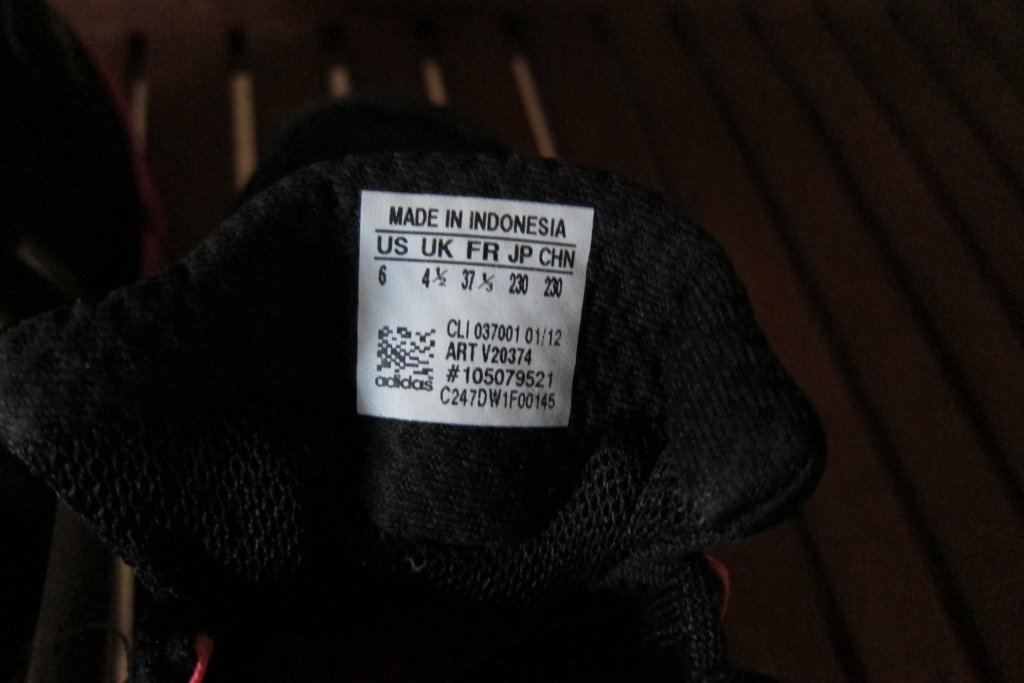 MADE IN INDONESIA
US UK FR JP CHN
6 4½ 37⅓ 230 230
CLI 037001 01/12
ART V20374
#105079521
adidas
C247DW1F00145